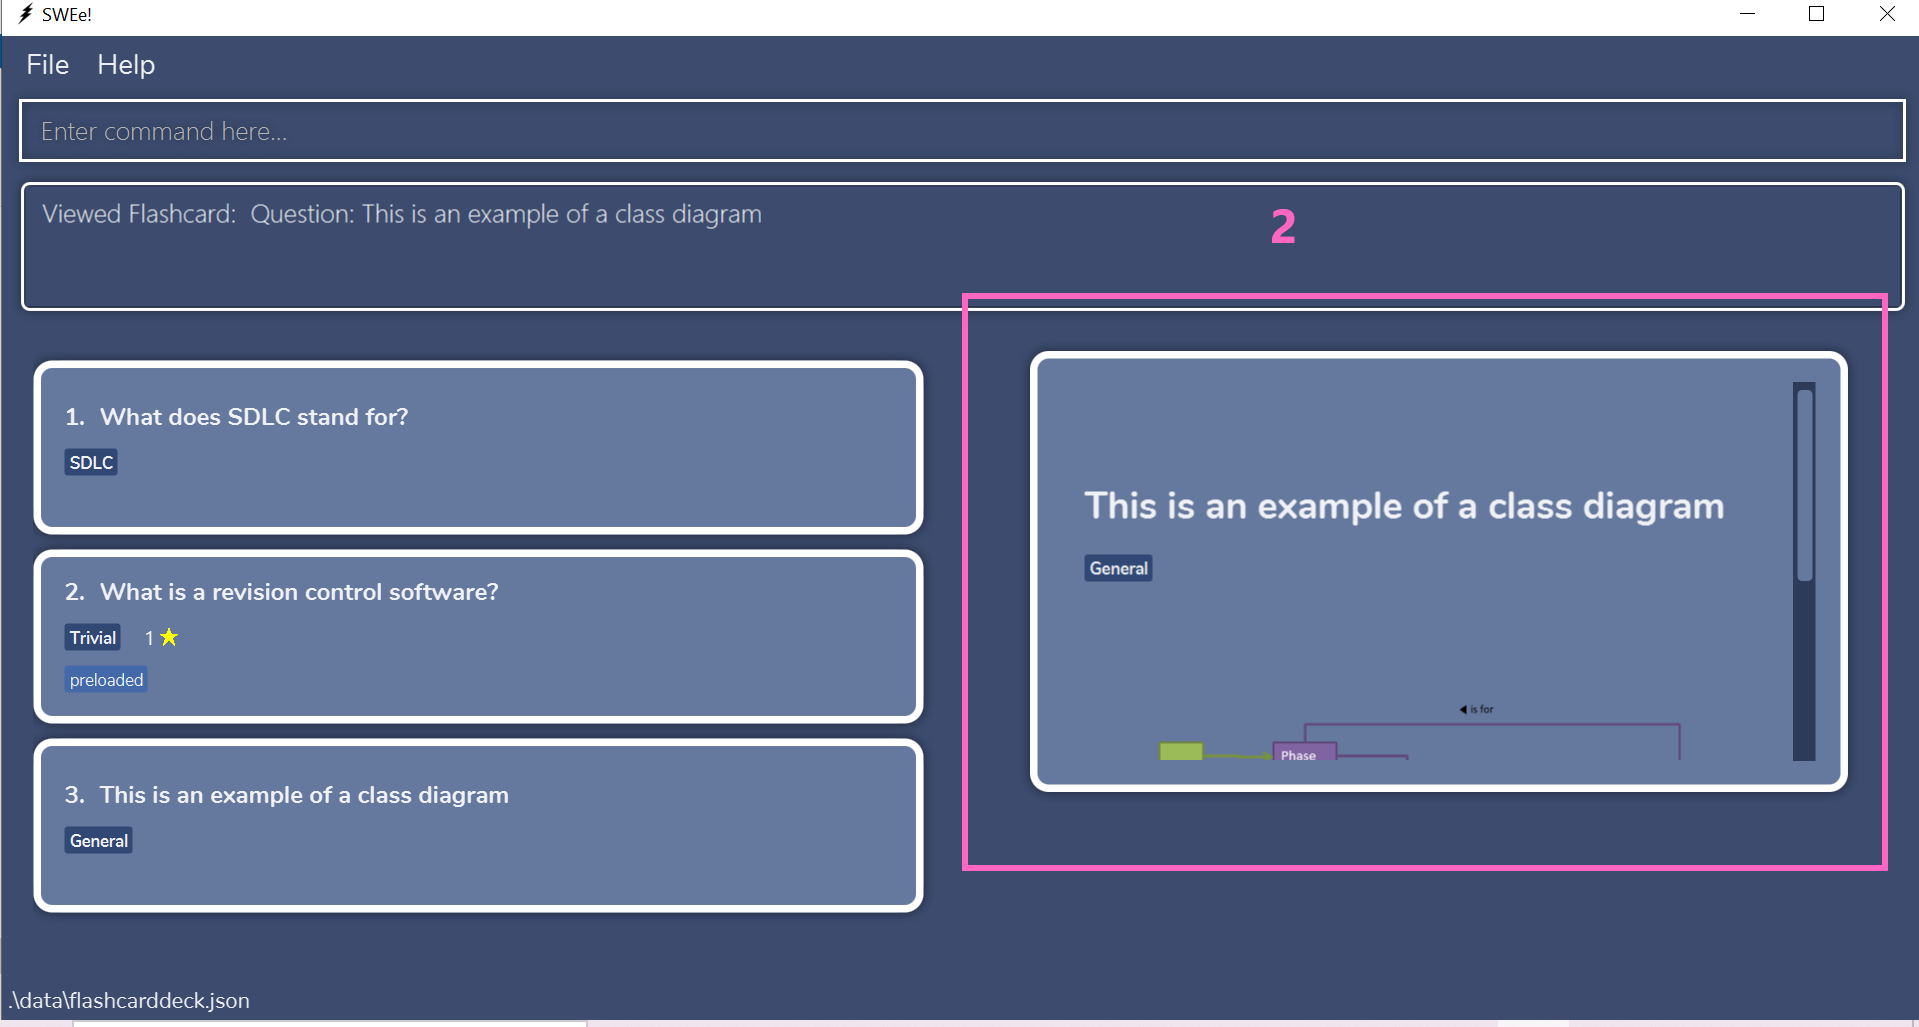 SWEe!
File Help
Enter command here...
Viewed Flashcard: Question: This is an example of a class diagram
2
1. What does SDLC stand for?
SDLC
2. What is a revision control software?
Trivial 1 ★
preloaded
3. This is an example of a class diagram
General
This is an example of a class diagram
General
◀ is for
Phase
.\data\flashcarddeck.json